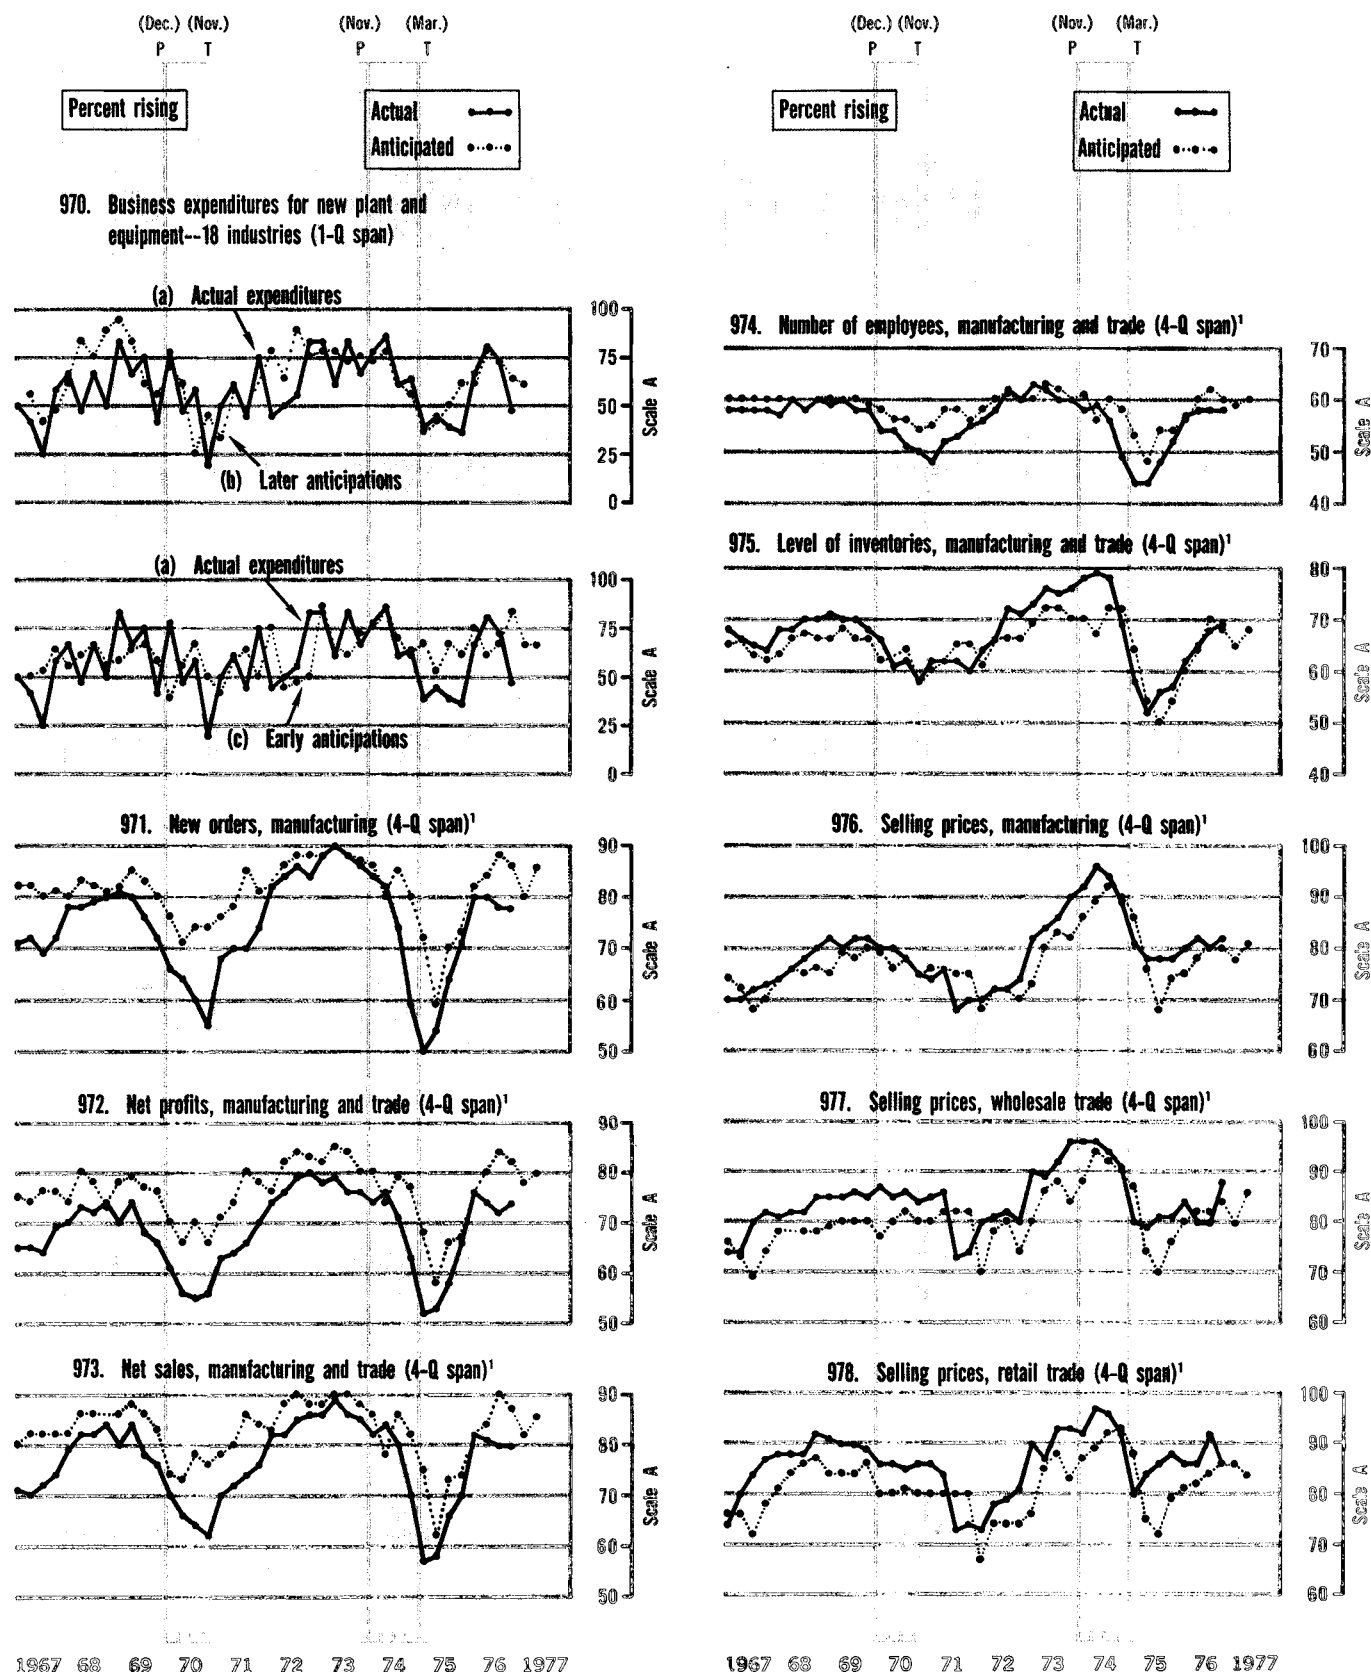 (Dec.) (Nov.) (Nov.) (Mar.)
P T P T
Percent rising
Actual
Anticipated
970. Business expenditures for new plant and
equipment--18 industries (1-Q span)
(a) Actual expenditures
100
75
50
25
0
Scale A
(b) Later anticipations
(a) Actual expenditures
100
75
50
25
0
Scale A
(c) Early anticipations
971. New orders, manufacturing (4-Q span)¹
90
80
70
60
50
Scale A
972. Net profits, manufacturing and trade (4-Q span)¹
90
80
70
60
50
Scale A
973. Net sales, manufacturing and trade (4-Q span)¹
90
80
70
60
50
Scale A
1967 68 69 70 71 72 73 74 75 76 1977
(Dec.) (Nov.) (Nov.) (Mar.)
P T P T
Percent rising
Actual
Anticipated
974. Number of employees, manufacturing and trade (4-Q span)¹
70
60
50
40
Scale A
975. Level of inventories, manufacturing and trade (4-Q span)¹
80
70
60
50
40
Scale A
976. Selling prices, manufacturing (4-Q span)¹
100
90
80
70
60
Scale A
977. Selling prices, wholesale trade (4-Q span)¹
100
90
80
70
60
Scale A
978. Selling prices, retail trade (4-Q span)¹
100
90
80
70
60
Scale A
1967 68 69 70 71 72 73 74 75 76 1977